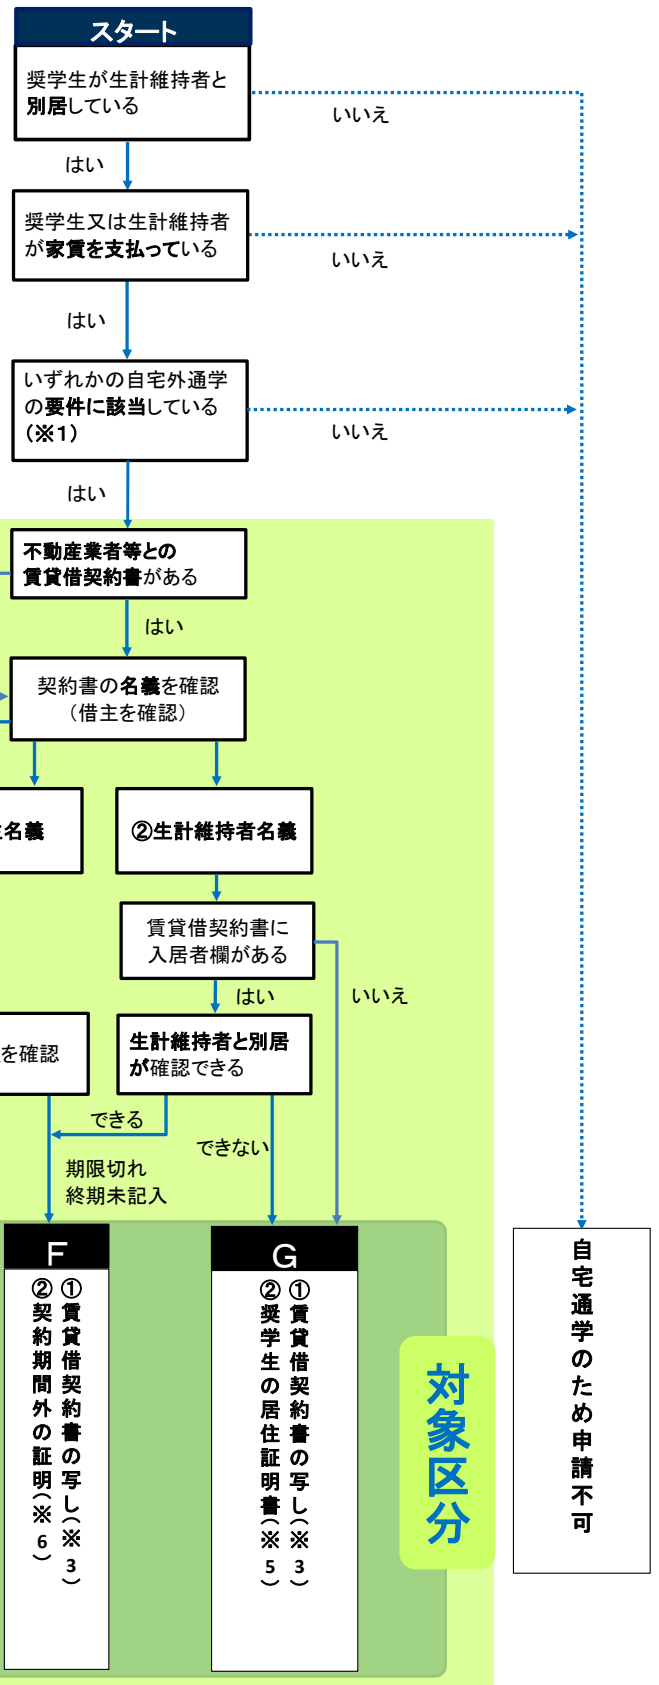 スタート
奨学生が生計維持者と
別居している
いいえ
はい
奨学生又は生計維持者
が家賃を支払っている
いいえ
はい
いずれかの自宅外通学
の要件に該当している
(※1)
いいえ
はい
不動産業者等との
賃貸借契約書がある
はい
契約書の名義を確認
（借主を確認）
名義
②生計維持者名義
賃貸借契約書に
入居者欄がある
はい
いいえ
を確認
生計維持者と別居
が確認できる
できる
できない
期限切れ
終期未記入
F
①賃貸借契約書の写し(※3)
②契約期間外の証明(※6)
G
①賃貸借契約書の写し(※3)
②奨学生の居住証明書(※5)
対象区分
自宅通学のため申請不可